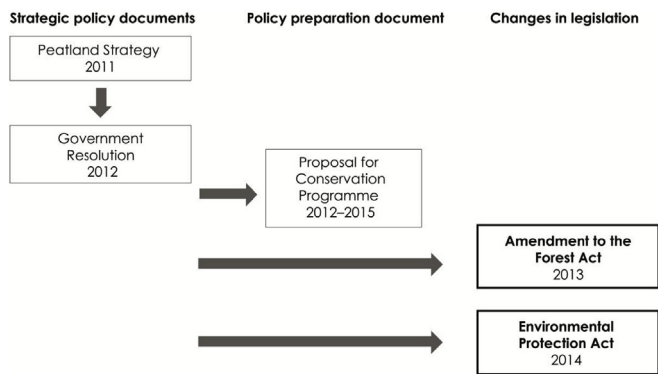 Strategic policy documents
Policy preparation document
Changes in legislation
Peatland Strategy
2011
Government
Resolution
2012
Proposal for
Conservation
Programme
2012–2015
Amendment to the
Forest Act
2013
Environmental
Protection Act
2014